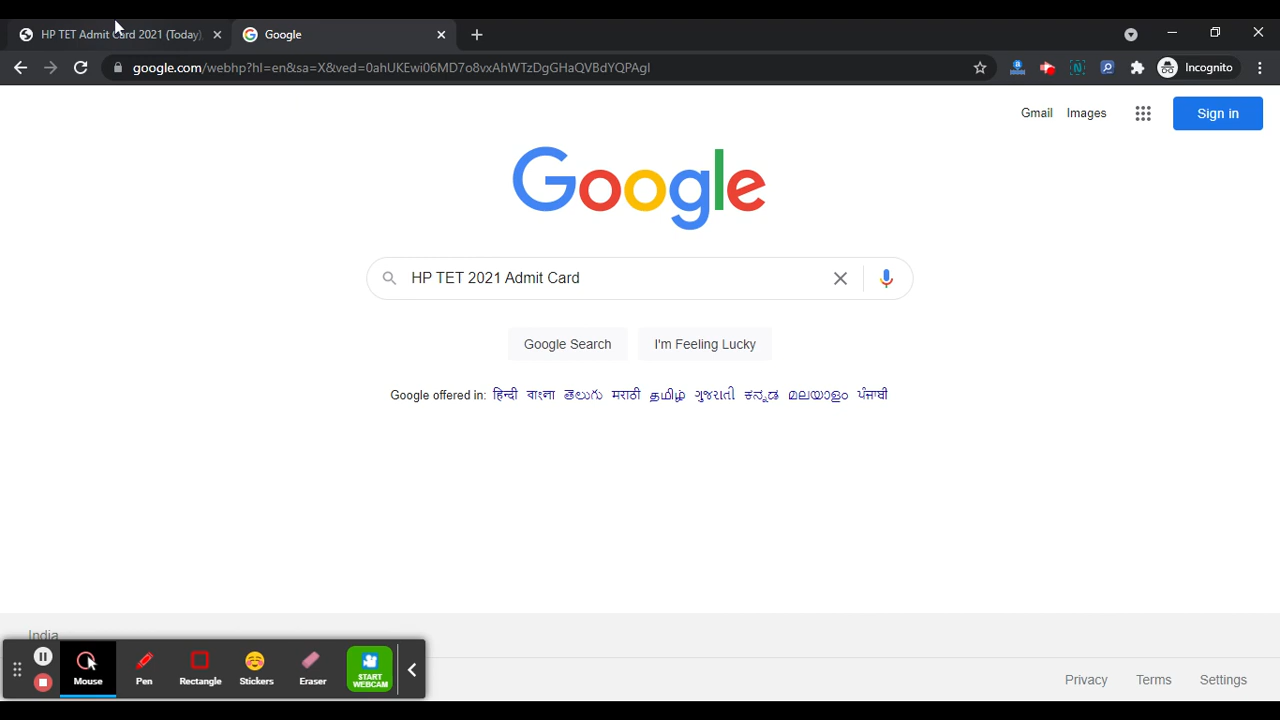 HP TET Admit Card 2021 (Today)
Google
google.com/webhp?hl=en&sa=X&ved=0ahUKEwi06MD7o8vxAhWTzDgGHaQVBdYQPAgI
Incognito
Gmail Images
Sign in
Google
HP TET 2021 Admit Card
Google Search I'm Feeling Lucky
Google offered in: हिन्दी বাংলা తెలుగు मराठी தமிழ் ગુજરાતી ಕನ್ನಡ മലയാളം ਪੰਜਾਬੀ
India
Mouse Pen Rectangle Stickers Eraser START WEBCAM
Privacy Terms Settings